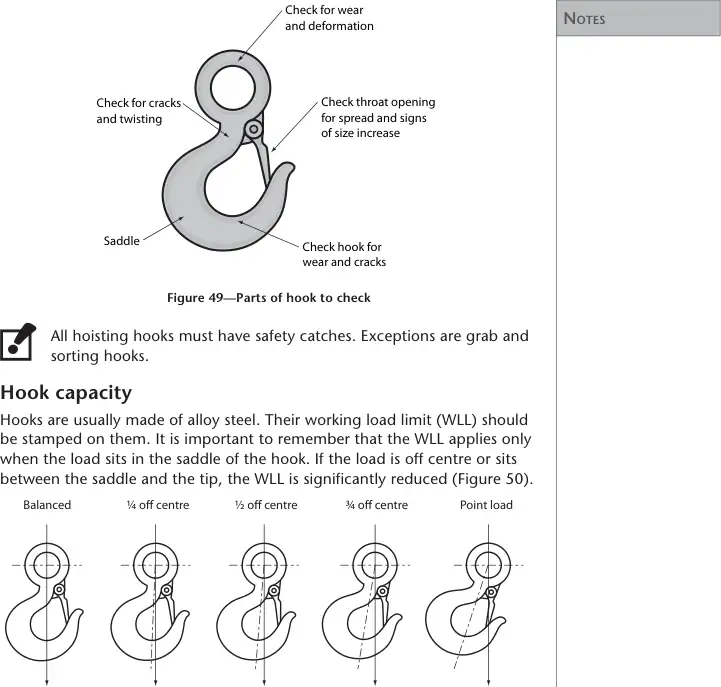 Check for wear
and deformation
NOTES
Check for cracks
and twisting
Check throat opening
for spread and signs
of size increase
Saddle
Check hook for
wear and cracks
Figure 49—Parts of hook to check
All hoisting hooks must have safety catches. Exceptions are grab and
sorting hooks.
Hook capacity
Hooks are usually made of alloy steel. Their working load limit (WLL) should
be stamped on them. It is important to remember that the WLL applies only
when the load sits in the saddle of the hook. If the load is off centre or sits
between the saddle and the tip, the WLL is significantly reduced (Figure 50).
Balanced ¼ off centre ½ off centre ¾ off centre Point load